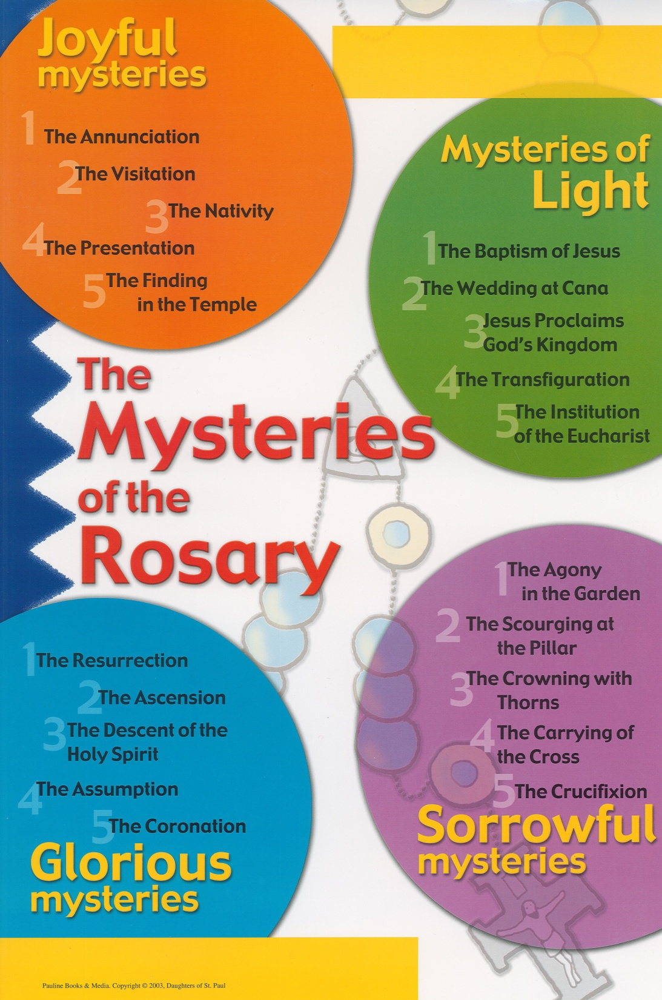 Joyful
mysteries
1 The Annunciation
2 The Visitation
3 The Nativity
4 The Presentation
5 The Finding
in the Temple
Mysteries of
Light
1 The Baptism of Jesus
2 The Wedding at Cana
3 Jesus Proclaims
God's Kingdom
4 The Transfiguration
5 The Institution
of the Eucharist
The
Mysteries
of the
Rosary
1 The Agony
in the Garden
2 The Scourging at
the Pillar
3 The Crowning with
Thorns
4 The Carrying of
the Cross
5 The Crucifixion
Sorrowful
mysteries
1 The Resurrection
2 The Ascension
3 The Descent of the
Holy Spirit
4 The Assumption
5 The Coronation
Glorious
mysteries
Pauline Books & Media. Copyright © 2003, Daughters of St. Paul